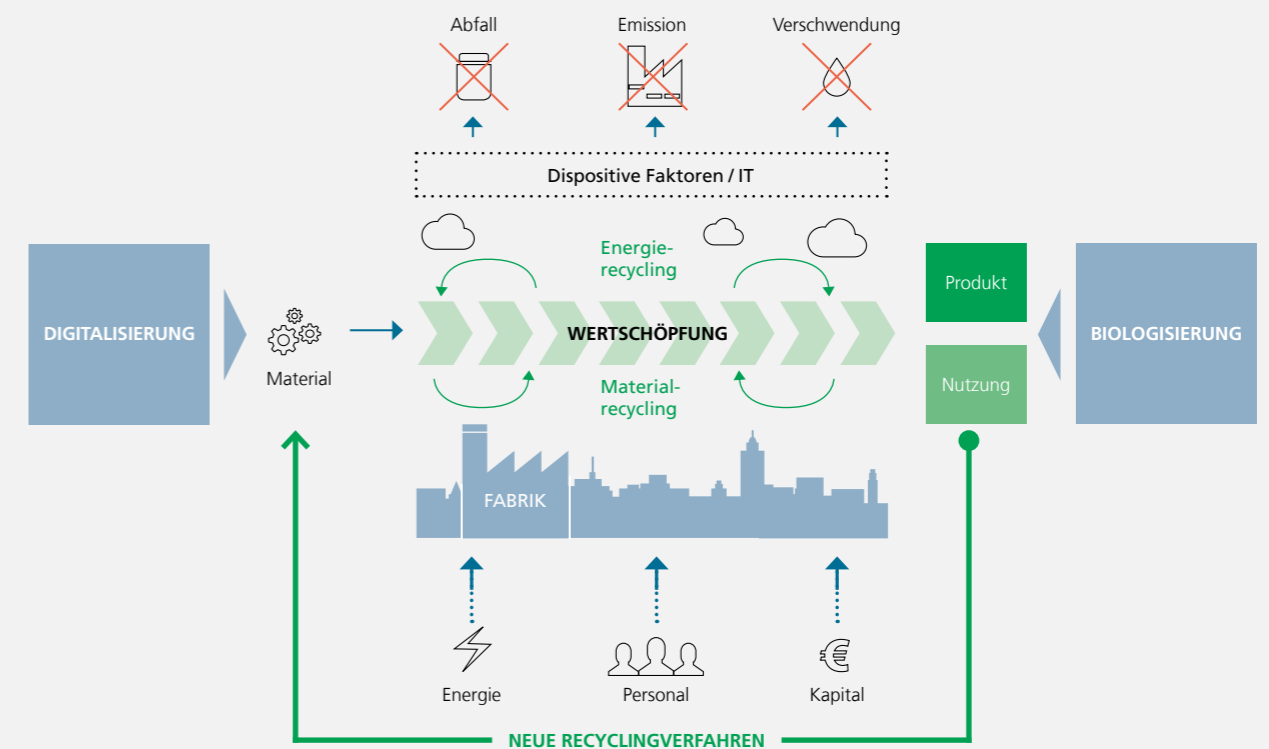 Abfall
Emission
Verschwendung
Dispositive Faktoren / IT
Energie-
recycling
Produkt
DIGITALISIERUNG
WERTSCHÖPFUNG
BIOLOGISIERUNG
Material
Nutzung
Material-
recycling
FABRIK
€
Energie
Personal
Kapital
NEUE RECYCLINGVERFAHREN